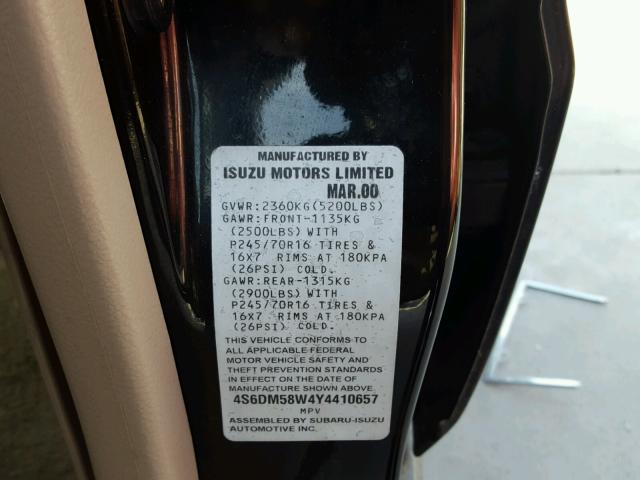 MANUFACTURED BY
ISUZU MOTORS LIMITED
MAR.00
GVWR:2360KG(5200LBS)
GAWR:FRONT-1135KG
(2500LBS) WITH
P245/70R16 TIRES &
16X7 RIMS AT 180KPA
(26PSI) COLD.
GAWR:REAR-1315KG
(2900LBS) WITH
P245/70R16 TIRES &
16X7 RIMS AT 180KPA
(26PSI) COLD.
THIS VEHICLE CONFORMS TO
ALL APPLICABLE FEDERAL
MOTOR VEHICLE SAFETY AND
THEFT PREVENTION STANDARDS
IN EFFECT ON THE DATE OF
MANUFACTURE SHOWN ABOVE.
4S6DM58W4Y4410657
MPV
ASSEMBLED BY SUBARU-ISUZU
AUTOMOTIVE INC.